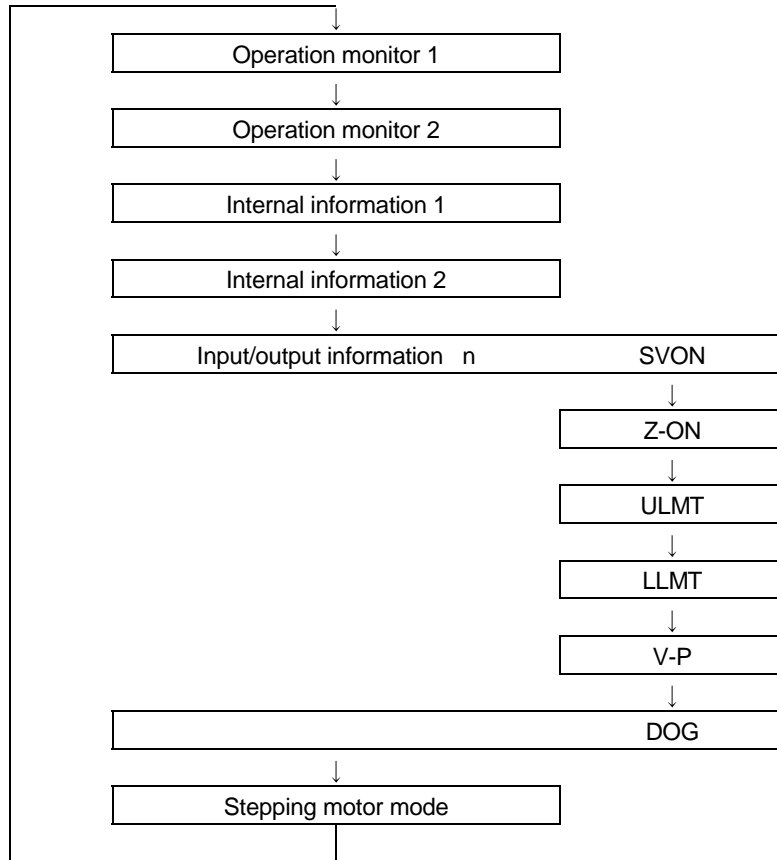 Operation monitor 1
Operation monitor 2
Internal information 1
Internal information 2
Input/output information n SVON
Z-ON
ULMT
LLMT
V-P
DOG
Stepping motor mode